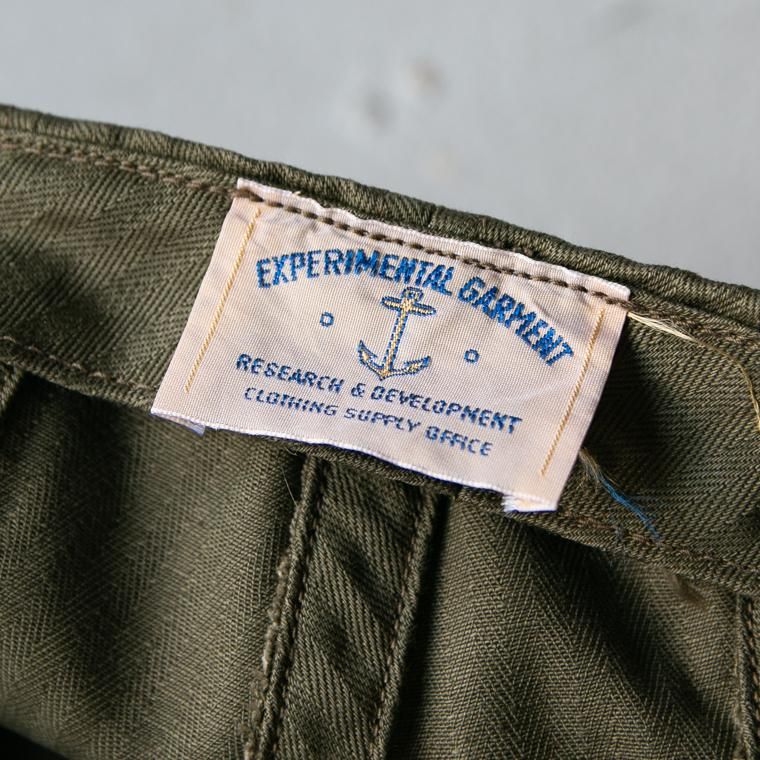 EXPERIMENTAL GARMENT
RESEARCH & DEVELOPMENT
CLOTHING SUPPLY OFFICE